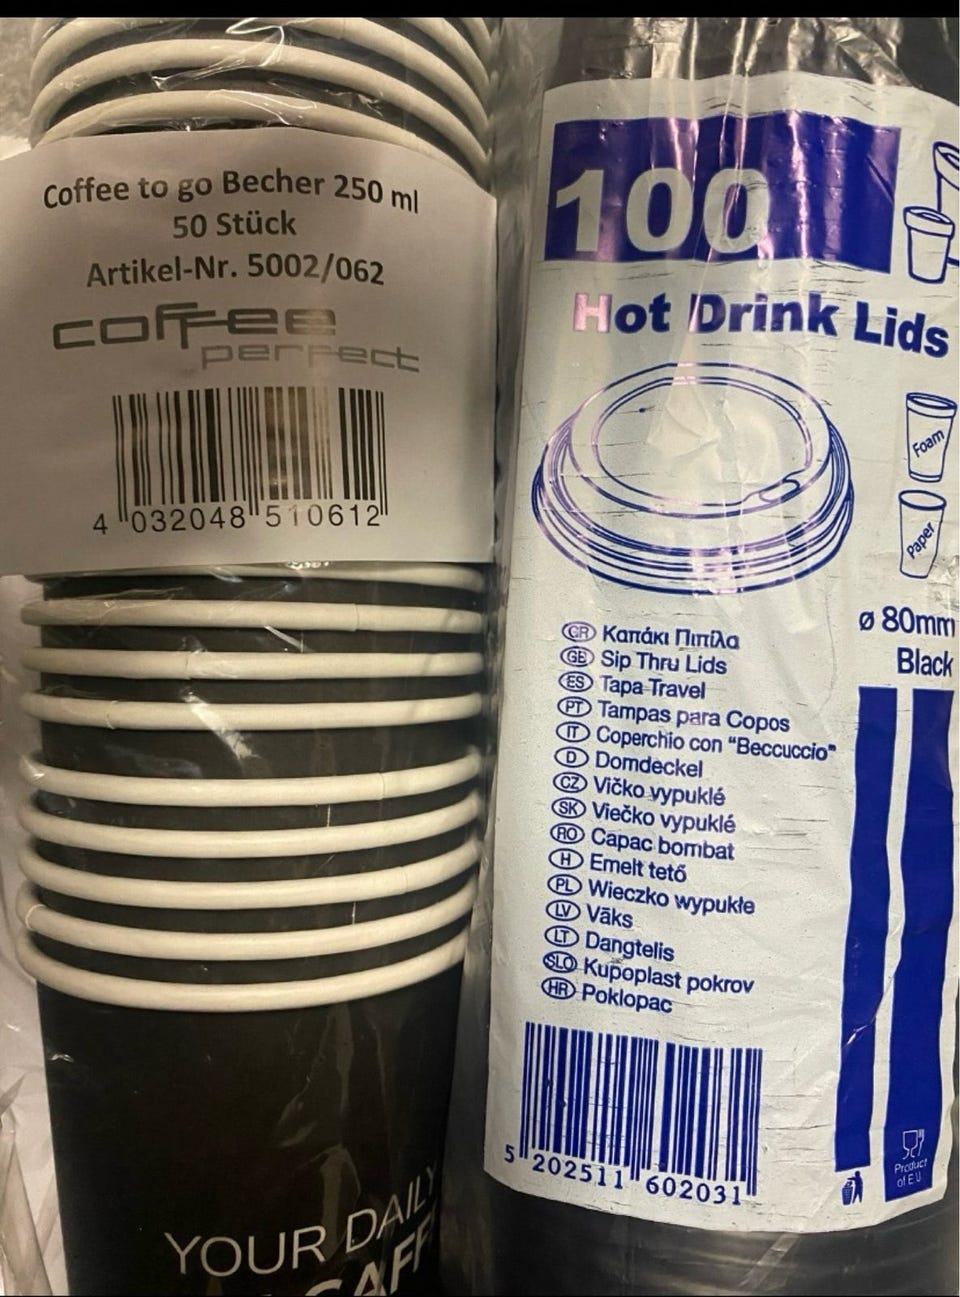 Coffee to go Becher 250 ml
50 Stück
Artikel-Nr. 5002/062
coffee
perfect
4 032048 510612
YOUR DAILY
100
Hot Drink Lids
Foam
Paper
ø 80mm
Black
GR Καπάκι Πιπίλα
GB Sip Thru Lids
ES Tapa Travel
PT Tampas para Copos
IT Coperchio con "Beccuccio"
D Domdeckel
CZ Vičko vypuklé
SK Viečko vypuklé
RO Capac bombat
H Emelt tető
PL Wieczko wypukłe
LV Vāks
LT Dangtelis
SLO Kupoplast pokrov
HR Poklopac
5 202511 602031
Product
of E U